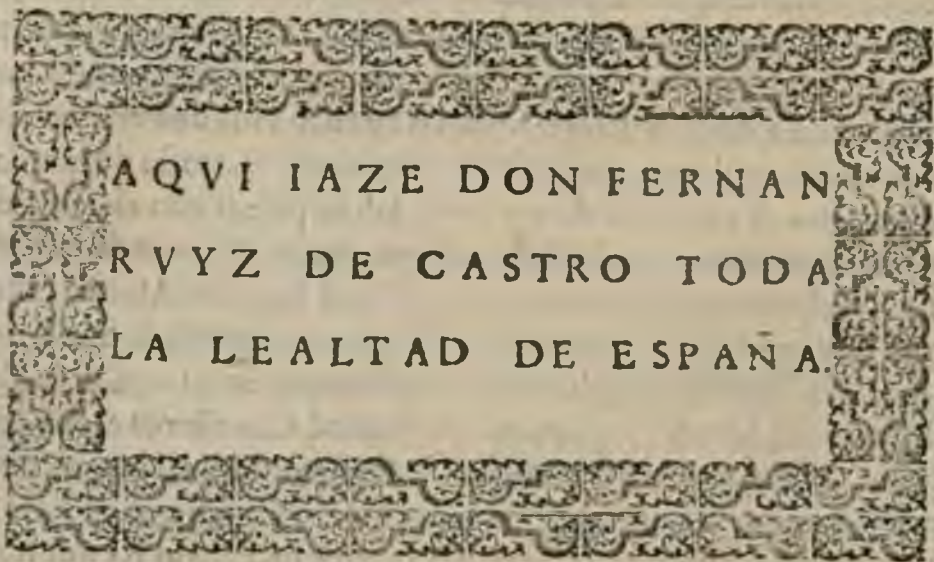 AQVI IAZE DON FERNAN
RVYZ DE CASTRO TODA
LA LEALTAD DE ESPAÑA.